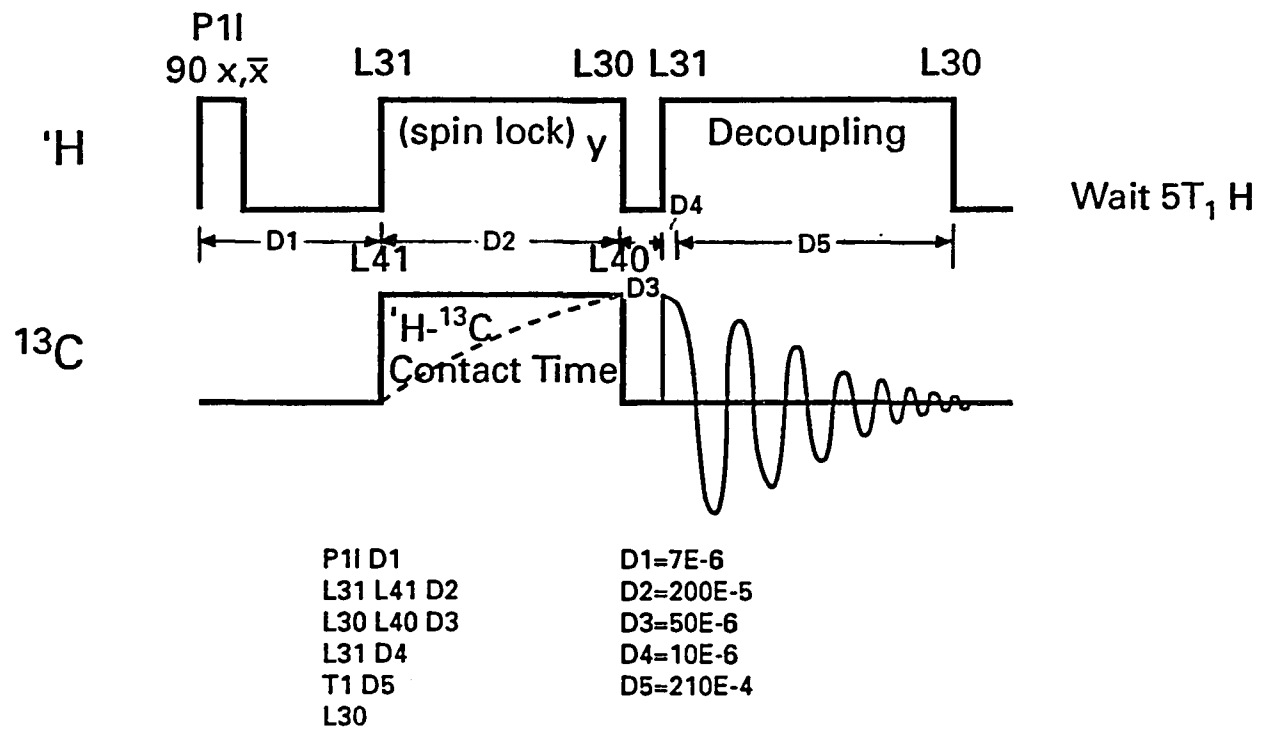 P1I
90 x,x̅
L31
L30 L31
L30
'H
(spin lock) y
Decoupling
Wait 5T₁ H
D4
D1
D2
D5
L41
L40
D3
¹³C
'H-¹³C
Contact Time
P1I D1
L31 L41 D2
L30 L40 D3
L31 D4
T1 D5
L30
D1=7E-6
D2=200E-5
D3=50E-6
D4=10E-6
D5=210E-4